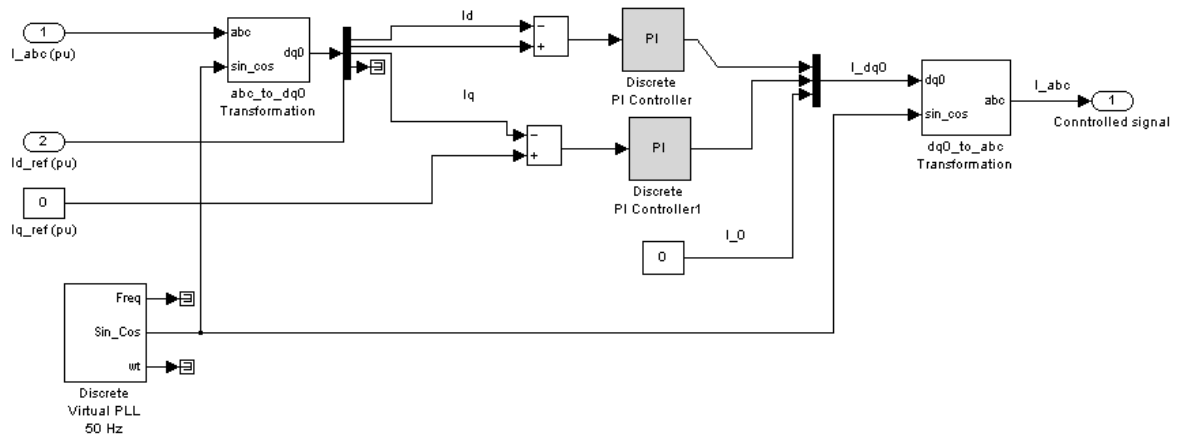 1
I_abc (pu)
abc
sin_cos
dq0
abc_to_dq0
Transformation
2
Id_ref (pu)
0
Iq_ref (pu)
Freq
Sin_Cos
wt
Discrete
Virtual PLL
50 Hz
Id
Iq
−
+
−
+
PI
Discrete
PI Controller
PI
Discrete
PI Controller1
0
I_0
I_dq0
dq0
sin_cos
abc
dq0_to_abc
Transformation
I_abc
1
Conntrolled signal